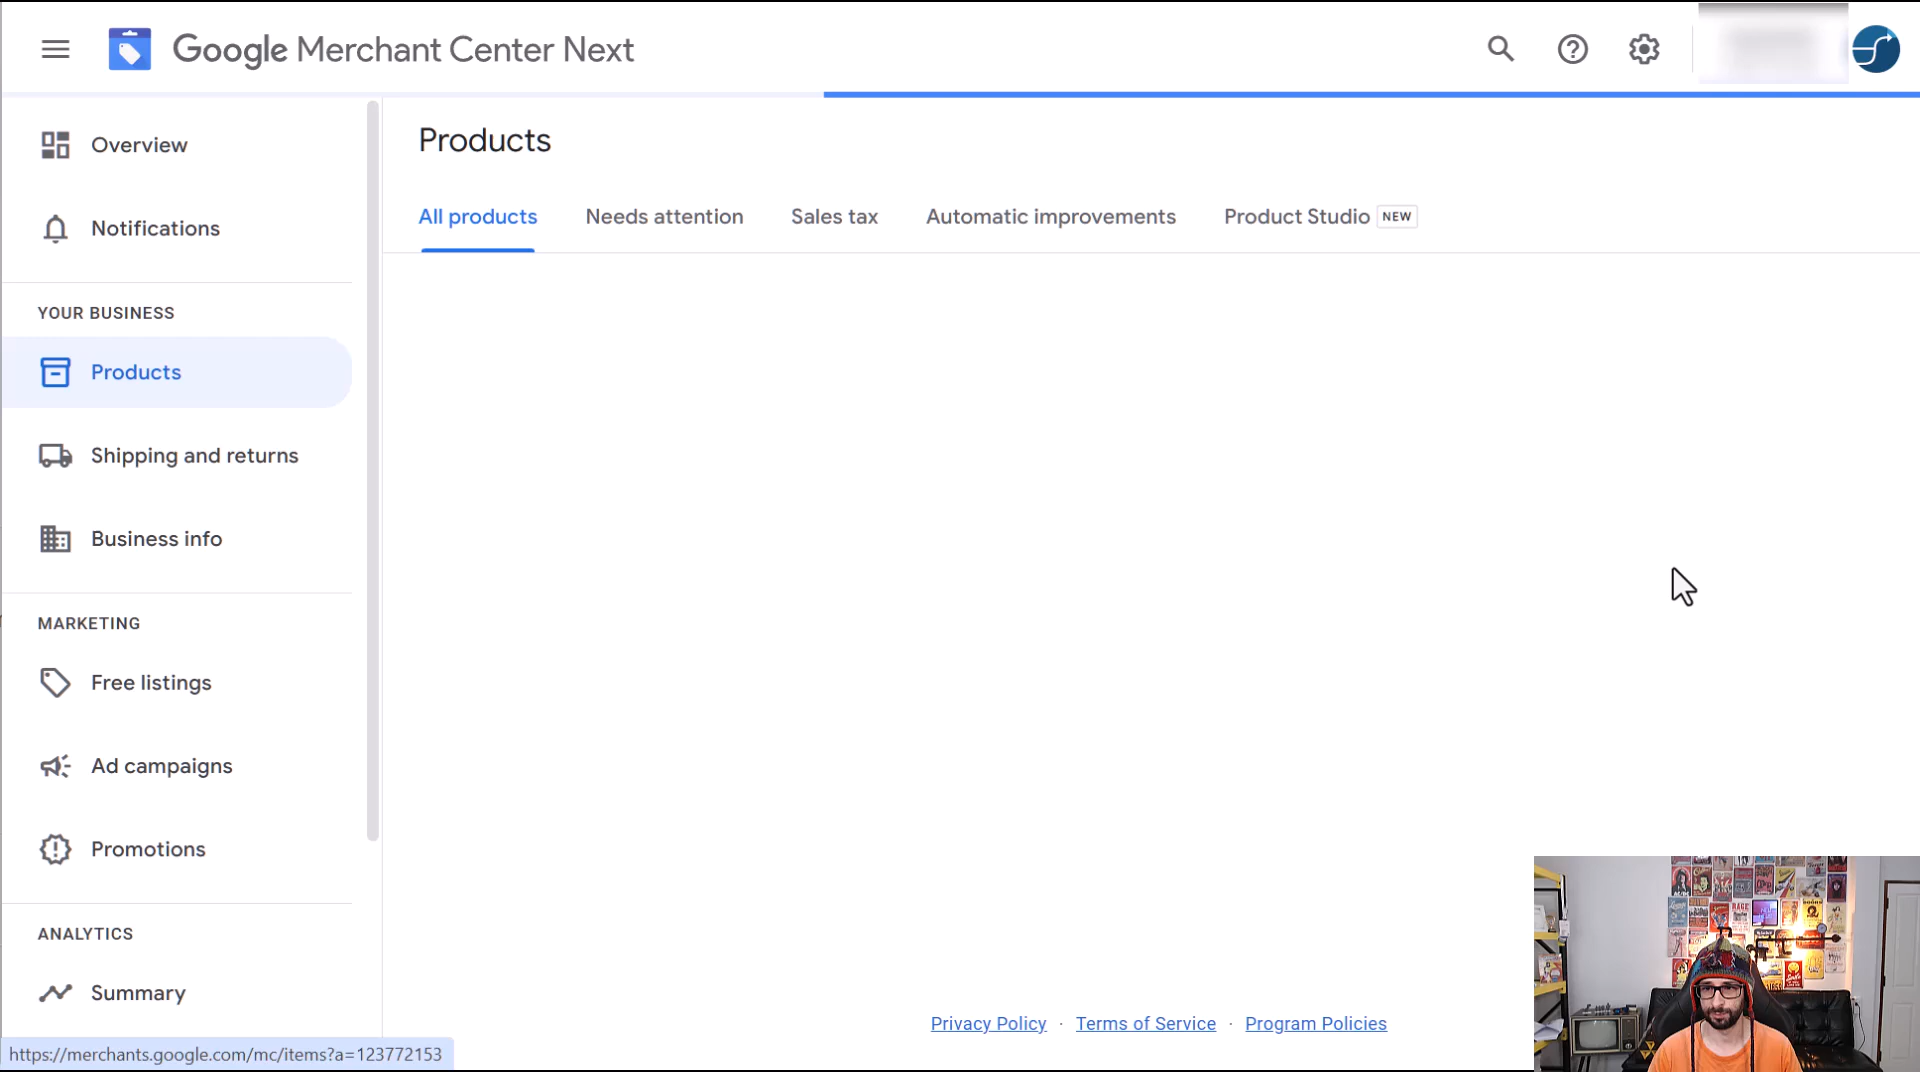 Google Merchant Center Next
Overview
Notifications
YOUR BUSINESS
Products
Shipping and returns
Business info
MARKETING
Free listings
Ad campaigns
Promotions
ANALYTICS
Summary
Products
All products
Needs attention
Sales tax
Automatic improvements
Product Studio NEW
Privacy Policy · Terms of Service · Program Policies
https://merchants.google.com/mc/items?a=123772153